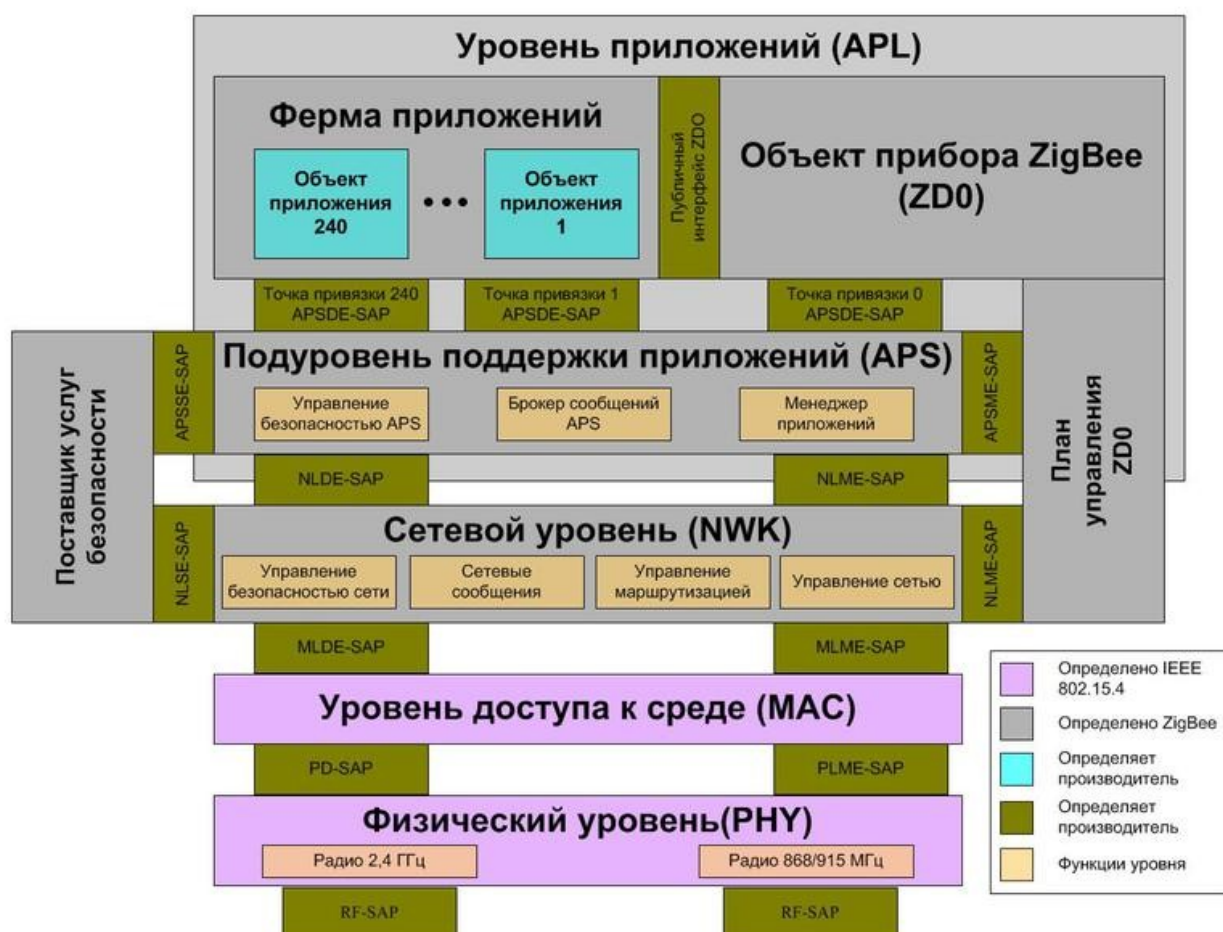 Уровень приложений (APL)
Ферма приложений
Объект
приложения
240
•••
Объект
приложения
1
Публичный
интерфейс ZDO
Объект прибора ZigBee
(ZD0)
Точка привязки 240
APSDE-SAP
Точка привязки 1
APSDE-SAP
Точка привязки 0
APSDE-SAP
Поставщик услуг
безопасности
APSSE-SAP
Подуровень поддержки приложений (APS)
Управление
безопасностью APS
Брокер сообщений
APS
Менеджер
приложений
APSME-SAP
План
управления
ZD0
NLDE-SAP
NLME-SAP
NLSE-SAP
Сетевой уровень (NWK)
Управление
безопасностью сети
Сетевые
сообщения
Управление
маршрутизацией
Управление сетью
NLME-SAP
MLDE-SAP
MLME-SAP
Уровень доступа к среде (MAC)
PD-SAP
PLME-SAP
Физический уровень(PHY)
Радио 2,4 ГГц
Радио 868/915 МГц
RF-SAP
RF-SAP
Определено IEEE
802.15.4
Определено ZigBee
Определяет
производитель
Определяет
производитель
Функции уровня